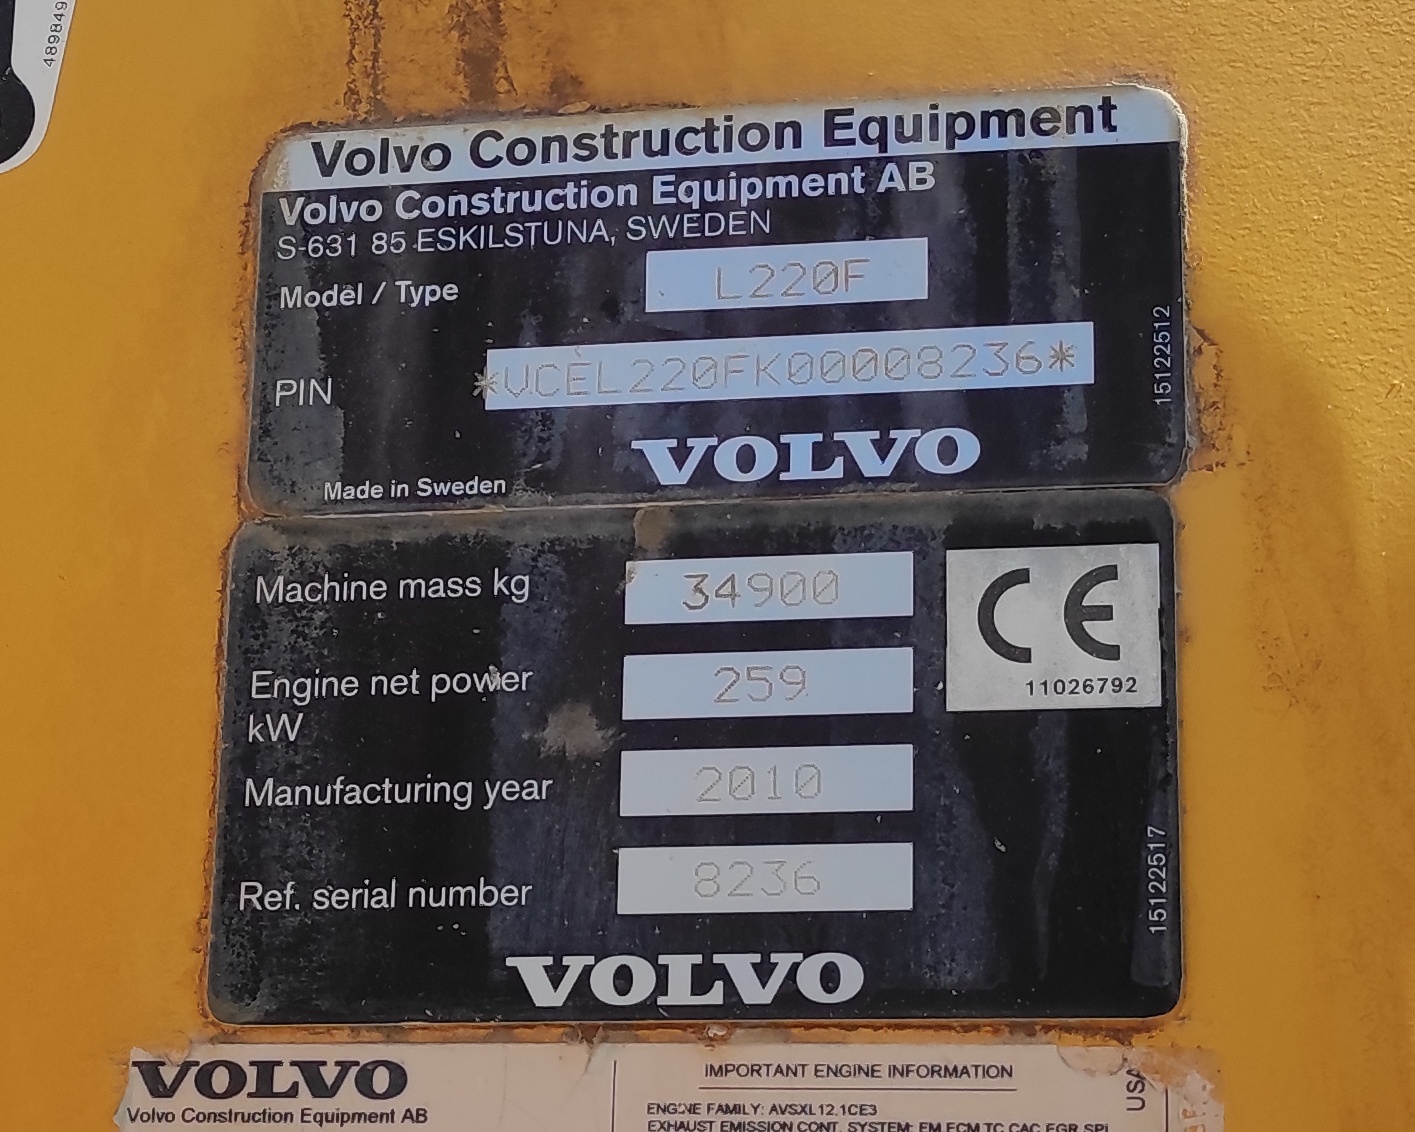 489849
Volvo Construction Equipment
Volvo Construction Equipment AB
S-631 85 ESKILSTUNA, SWEDEN
Model / Type L220F
PIN *VCEL220FK00008236*
15122512
VOLVO
Made in Sweden
Machine mass kg 34900
CE
11026792
Engine net power 259
kW
Manufacturing year 2010
Ref. serial number 8236
15122517
VOLVO
VOLVO
Volvo Construction Equipment AB
IMPORTANT ENGINE INFORMATION
USA
ENGINE FAMILY: AVSXL12.1CE3
EXHAUST EMISSION CONT. SYSTEM: EM ECM TC CAC EGR SPL